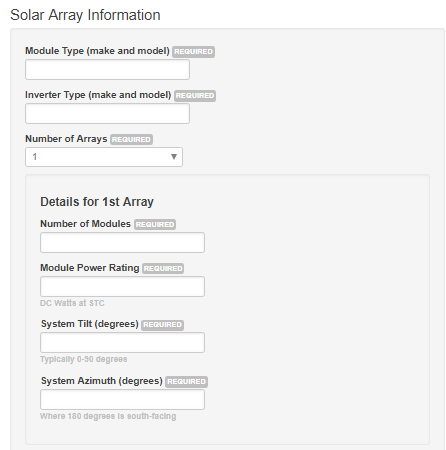 Solar Array Information
Module Type (make and model) REQUIRED
Inverter Type (make and model) REQUIRED
Number of Arrays REQUIRED
1
Details for 1st Array
Number of Modules REQUIRED
Module Power Rating REQUIRED
DC Watts at STC
System Tilt (degrees) REQUIRED
Typically 0-50 degrees
System Azimuth (degrees) REQUIRED
Where 180 degrees is south-facing